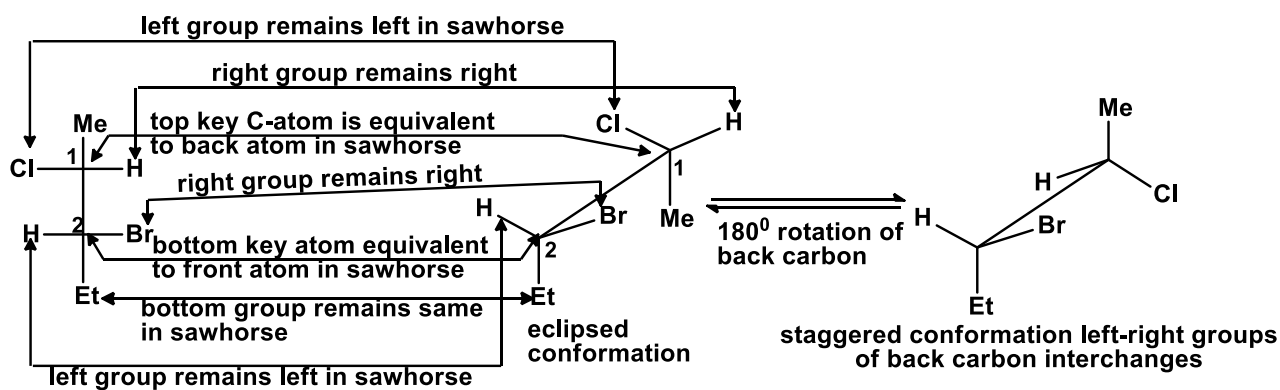 left group remains left in sawhorse
right group remains right
Me
top key C-atom is equivalent
to back atom in sawhorse
Cl
H
1
Cl
H
1
Me
right group remains right
H
2
Br
bottom key atom equivalent
to front atom in sawhorse
H
Br
2
Et
Et
bottom group remains same
in sawhorse
eclipsed
conformation
left group remains left in sawhorse
180⁰ rotation of
back carbon
Me
H
Cl
H
Br
Et
staggered conformation left-right groups
of back carbon interchanges